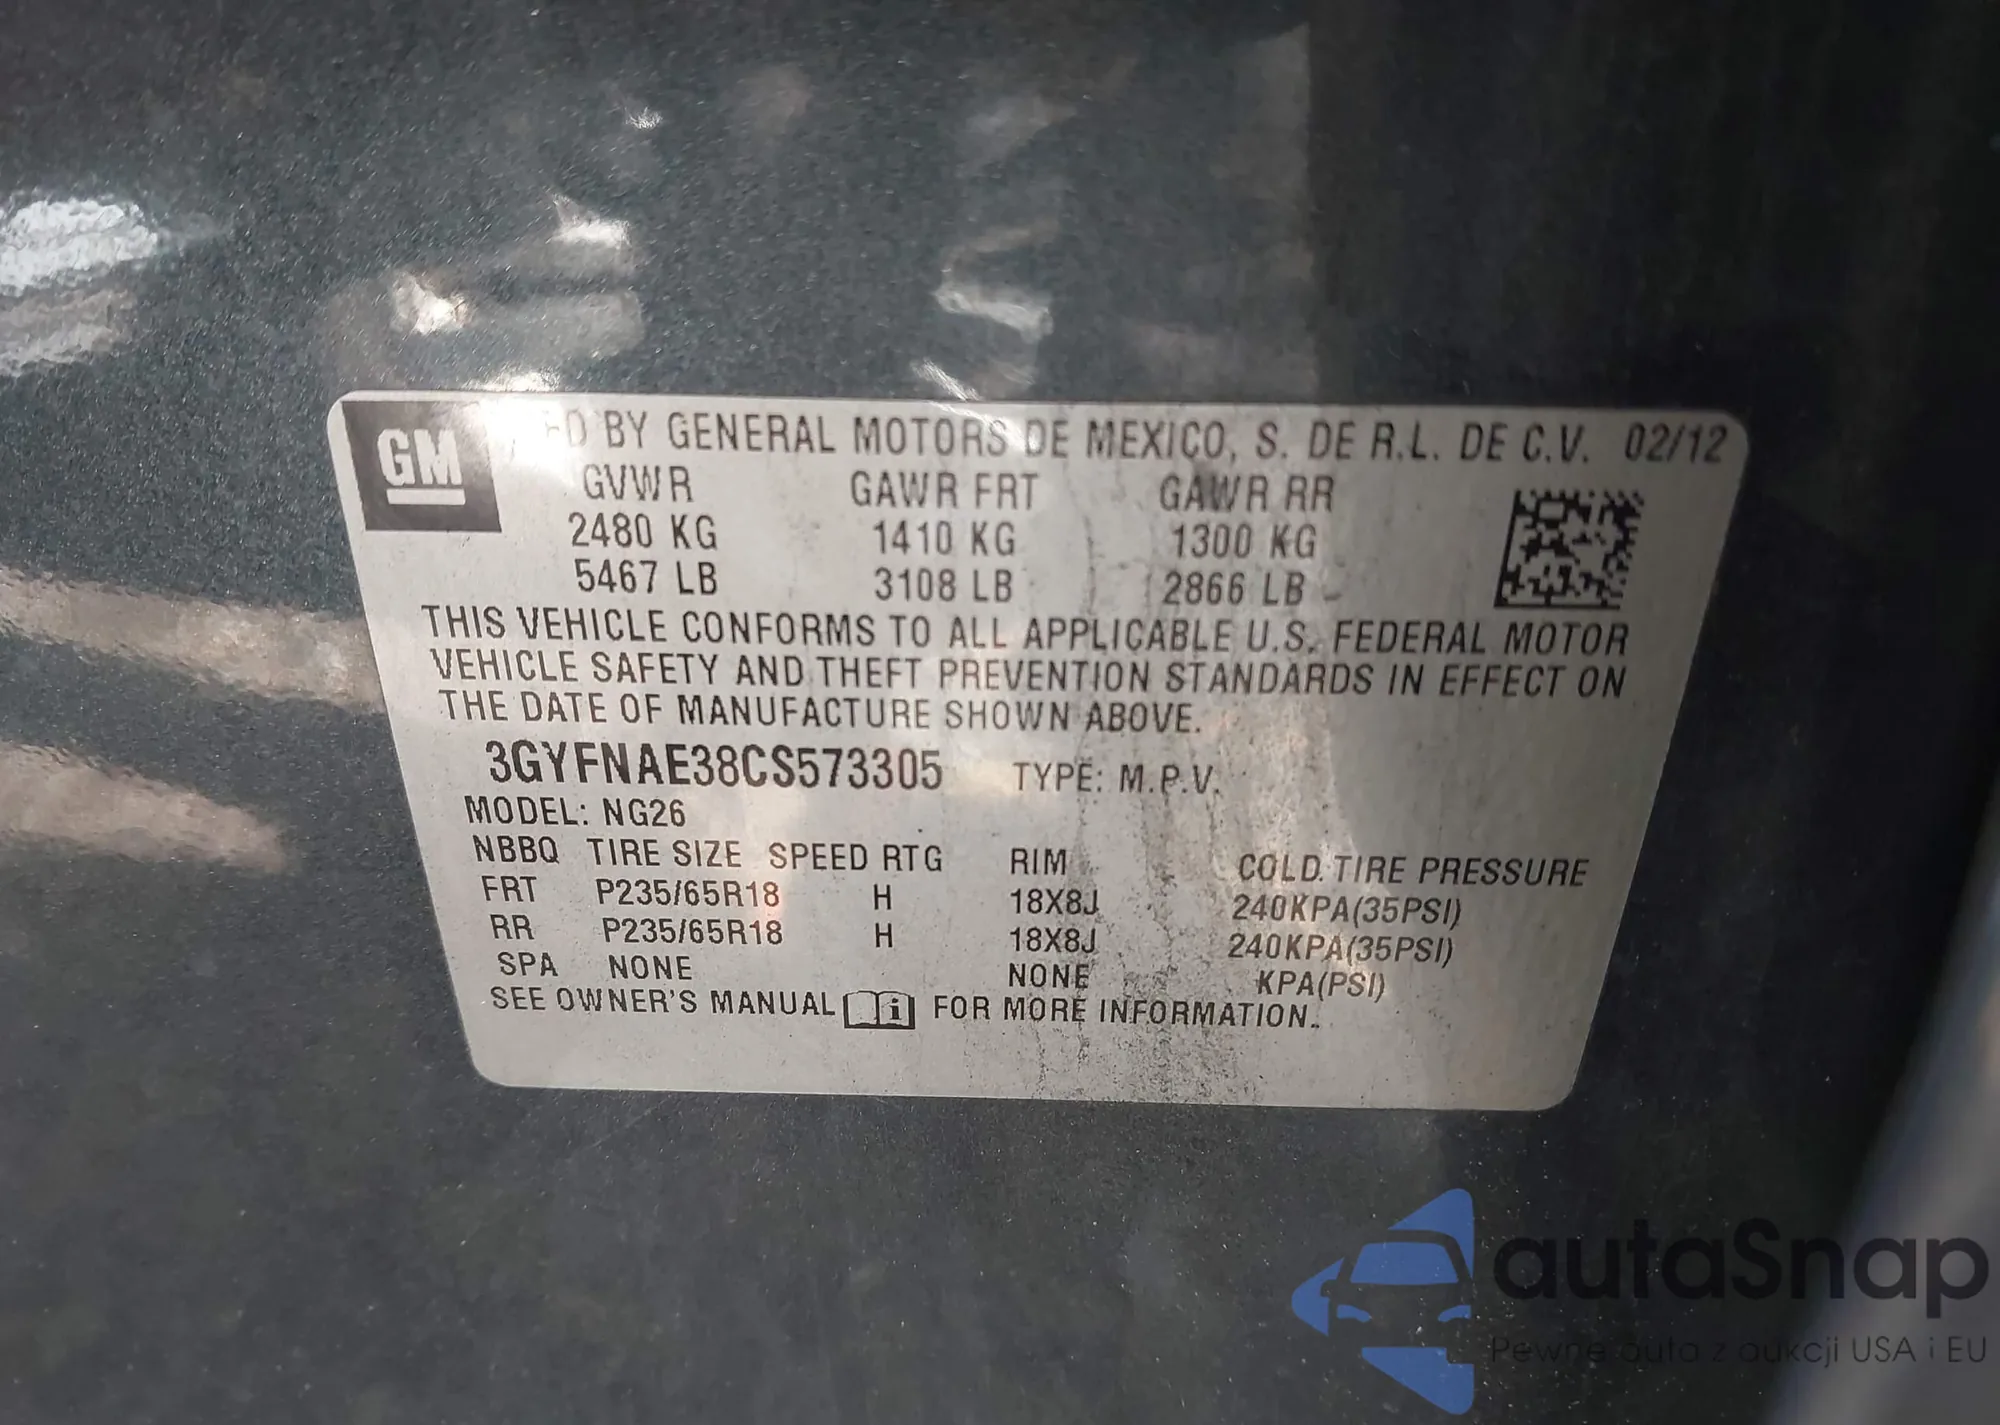 GM
FD BY GENERAL MOTORS DE MEXICO, S. DE R.L. DE C.V. 02/12
GVWR GAWR FRT GAWR RR
2480 KG 1410 KG 1300 KG
5467 LB 3108 LB 2866 LB
THIS VEHICLE CONFORMS TO ALL APPLICABLE U.S. FEDERAL MOTOR
VEHICLE SAFETY AND THEFT PREVENTION STANDARDS IN EFFECT ON
THE DATE OF MANUFACTURE SHOWN ABOVE.
3GYFNAE38CS573305 TYPE: M.P.V.
MODEL: NG26
NBBQ TIRE SIZE SPEED RTG RIM COLD TIRE PRESSURE
FRT P235/65R18 H 18X8J 240KPA(35PSI)
RR P235/65R18 H 18X8J 240KPA(35PSI)
SPA NONE NONE KPA(PSI)
SEE OWNER'S MANUAL i FOR MORE INFORMATION.
autaSnap
Pewne auta z aukcji USA i EU